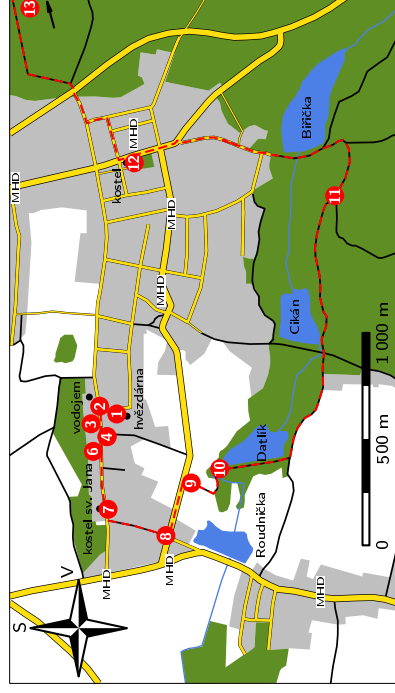 13
MHD
MHD
Biřička
kostel
12
11
MHD
MHD
Cikán
1 000 m
vodojem
hvězdárna
2
1
3
4
6
kostel sv. Jana
Datlík
500 m
10
9
7
8
Roudnička
0
MHD
MHD
MHD
V
S